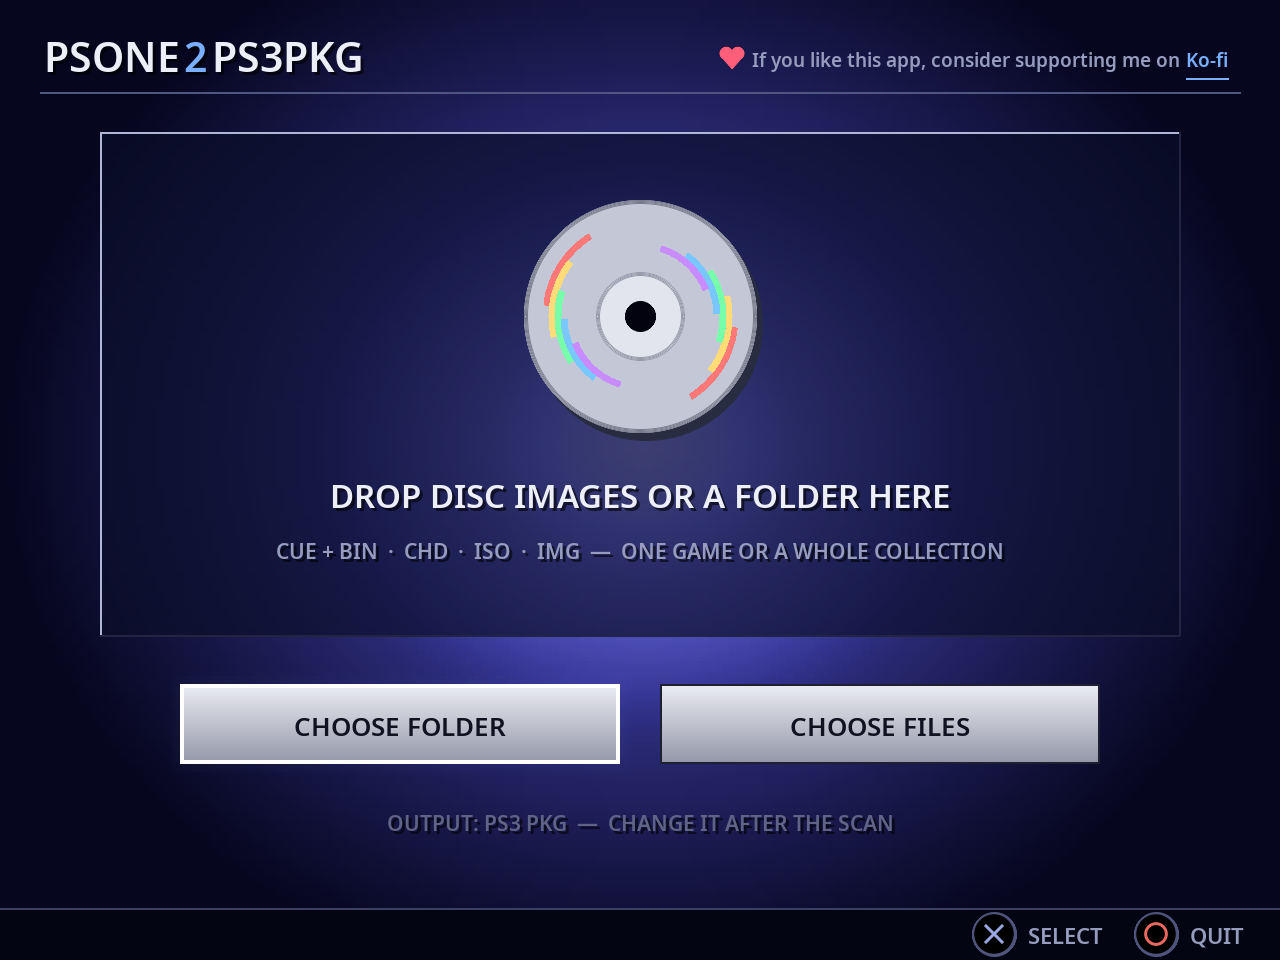 PSONE2PS3PKG
If you like this app, consider supporting me on Ko-fi
DROP DISC IMAGES OR A FOLDER HERE
CUE + BIN · CHD · ISO · IMG — ONE GAME OR A WHOLE COLLECTION
CHOOSE FOLDER
CHOOSE FILES
OUTPUT: PS3 PKG — CHANGE IT AFTER THE SCAN
SELECT
QUIT